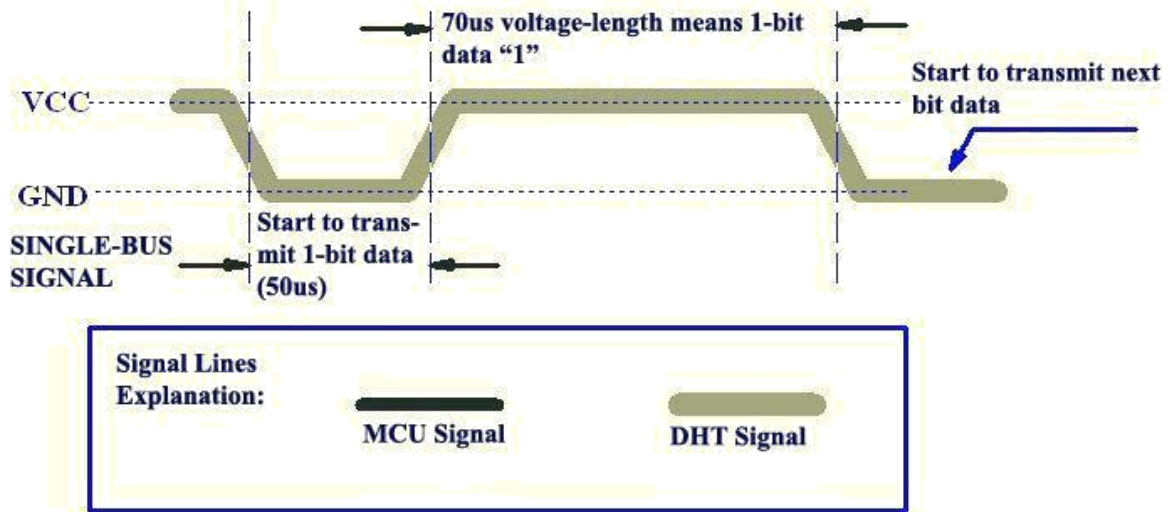 70us voltage-length means 1-bit
data “1”
Start to transmit next
bit data
VCC
GND
Start to trans-
mit 1-bit data
(50us)
SINGLE-BUS
SIGNAL
Signal Lines
Explanation:
MCU Signal
DHT Signal